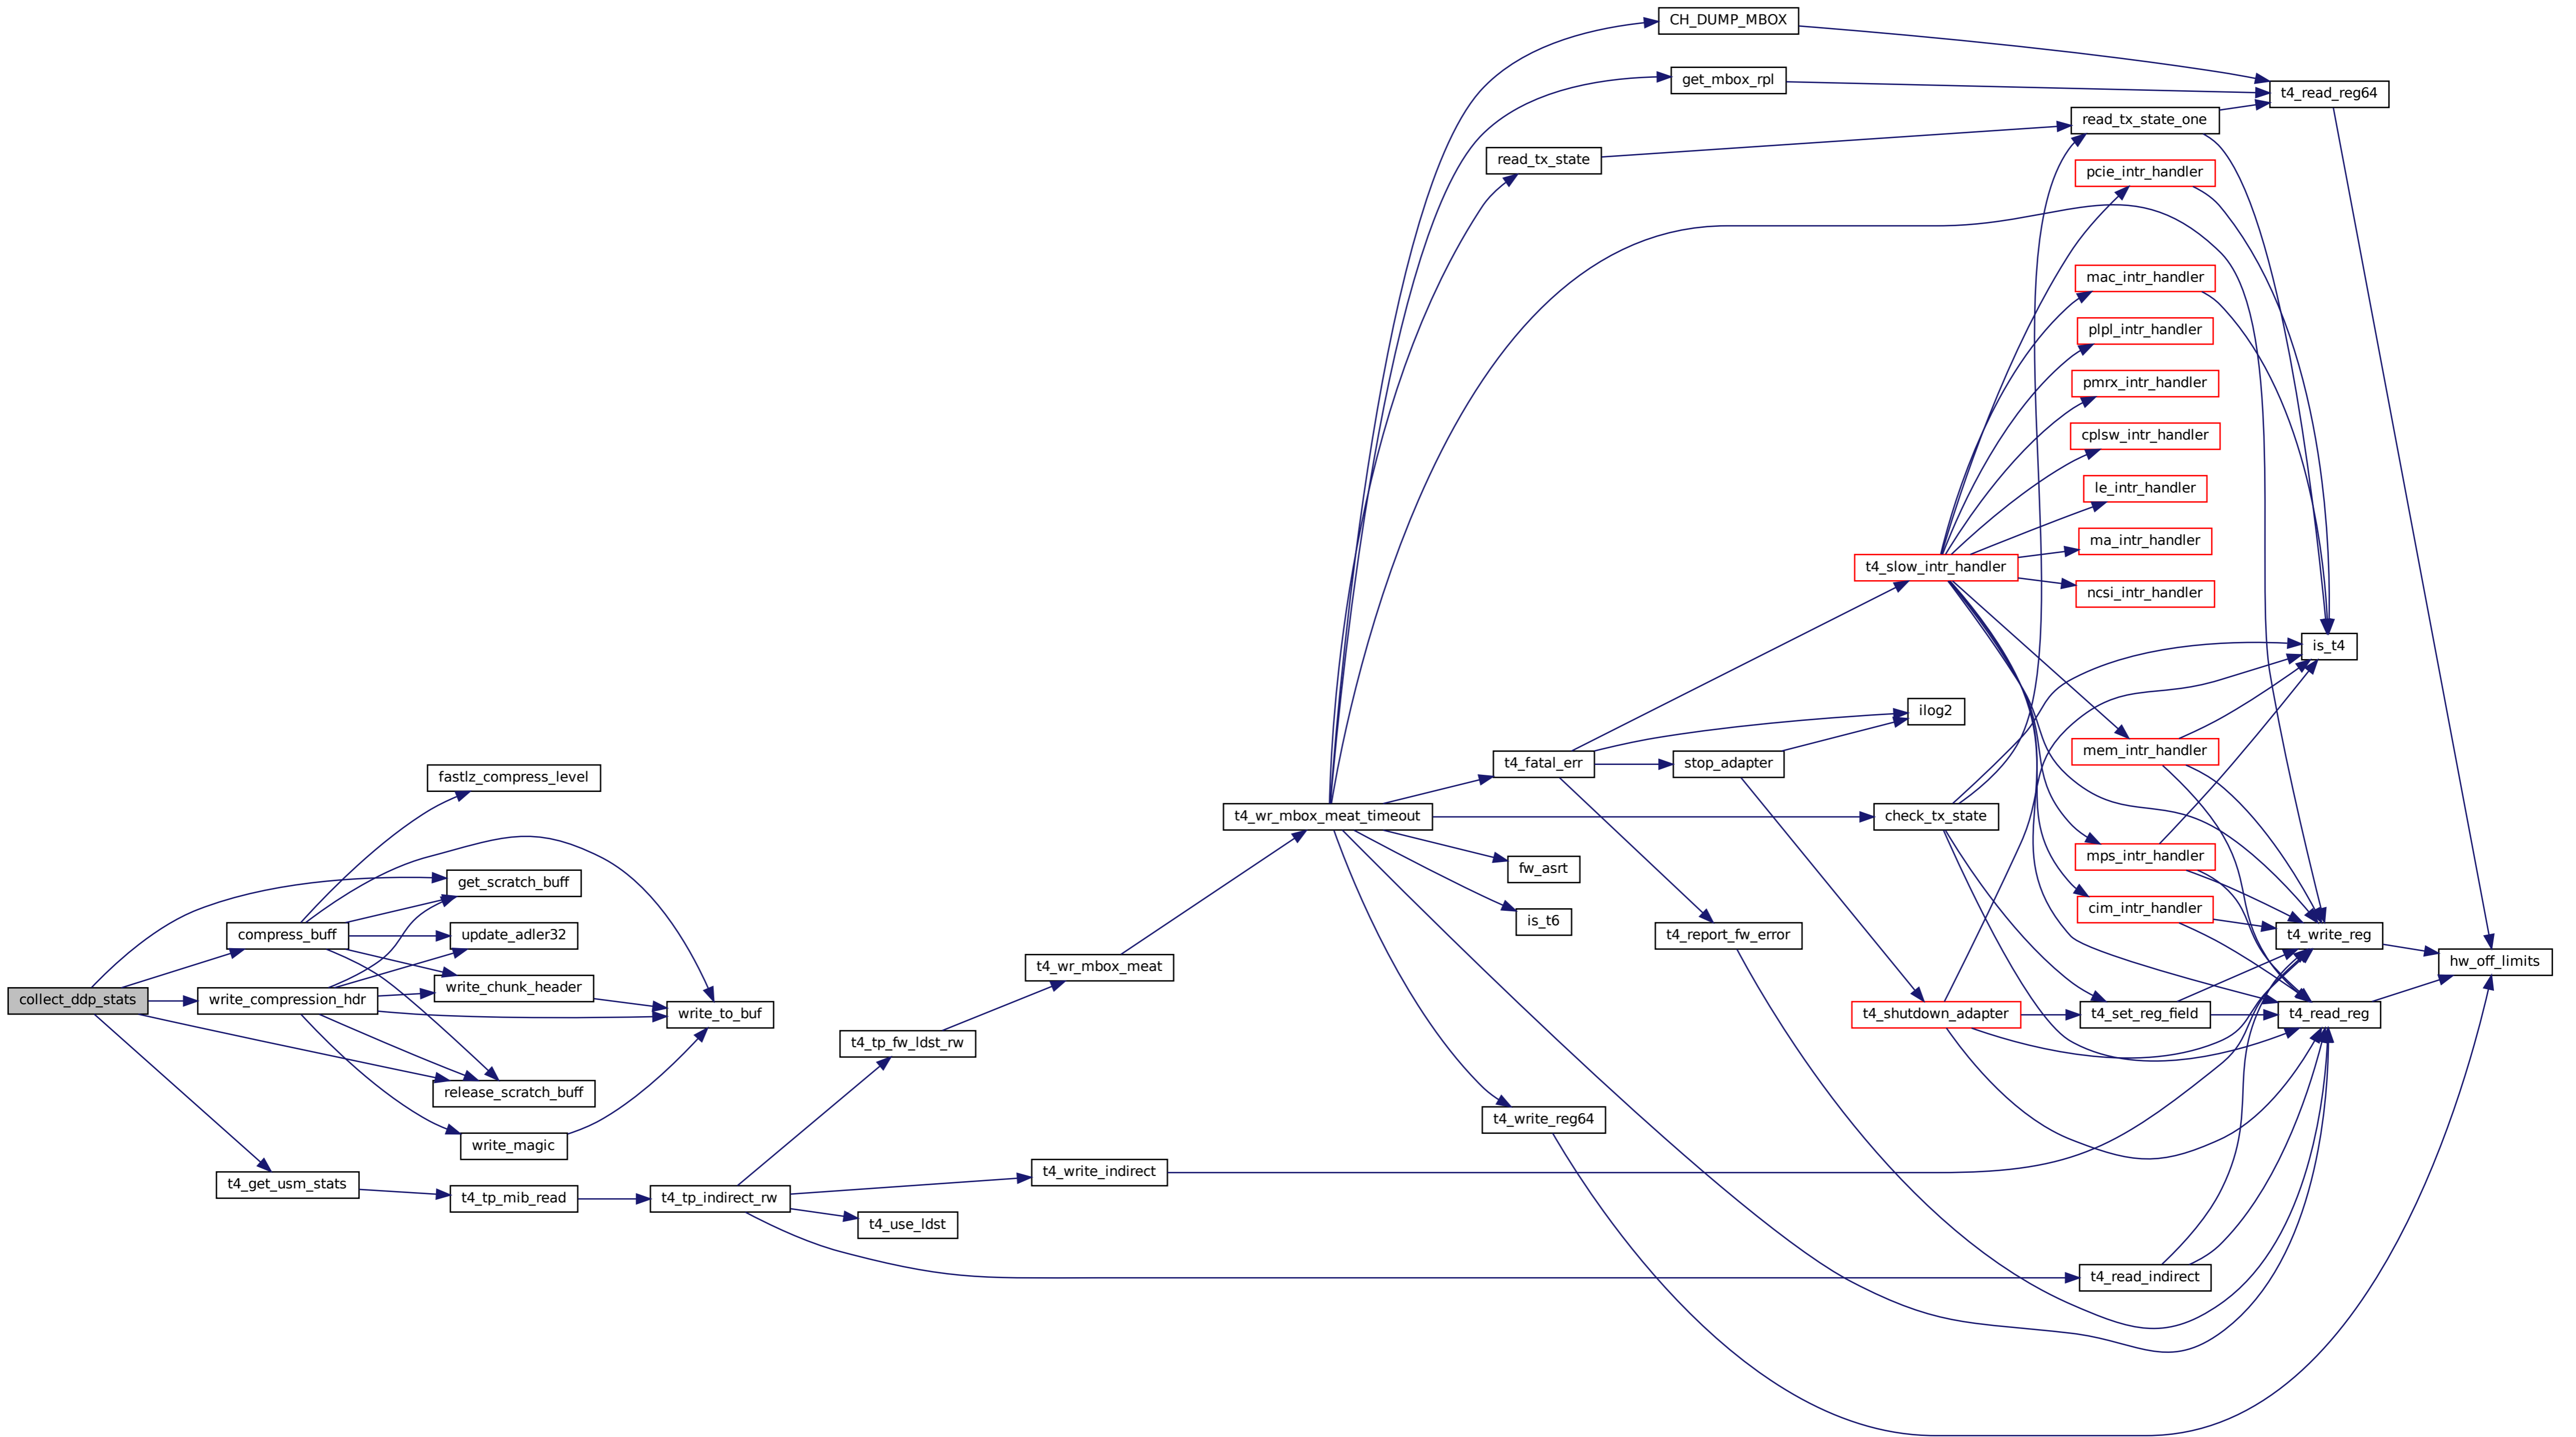 collect_ddp_stats
compress_buff
write_compression_hdr
t4_get_usm_stats
fastlz_compress_level
get_scratch_buff
update_adler32
write_chunk_header
release_scratch_buff
write_magic
t4_tp_mib_read
write_to_buf
t4_tp_indirect_rw
t4_tp_fw_ldst_rw
t4_use_ldst
t4_wr_mbox_meat
t4_write_indirect
t4_wr_mbox_meat_timeout
read_tx_state
t4_fatal_err
fw_asrt
is_t6
t4_write_reg64
CH_DUMP_MBOX
get_mbox_rpl
stop_adapter
t4_report_fw_error
t4_slow_intr_handler
ilog2
check_tx_state
t4_shutdown_adapter
read_tx_state_one
pcie_intr_handler
mac_intr_handler
plpl_intr_handler
pmrx_intr_handler
cplsw_intr_handler
le_intr_handler
ma_intr_handler
ncsi_intr_handler
mem_intr_handler
mps_intr_handler
cim_intr_handler
t4_set_reg_field
t4_read_indirect
t4_read_reg64
is_t4
t4_write_reg
t4_read_reg
hw_off_limits